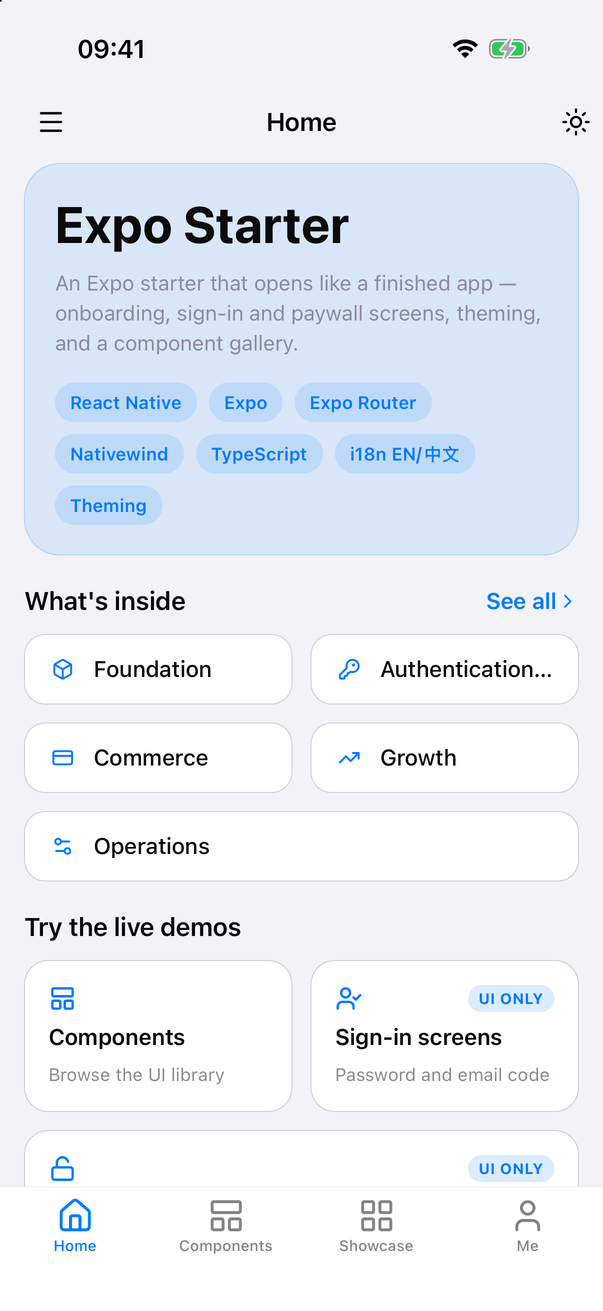 09:41
Home
Expo Starter
An Expo starter that opens like a finished app —
onboarding, sign-in and paywall screens, theming,
and a component gallery.
React Native
Expo
Expo Router
Nativewind
TypeScript
i18n EN/中文
Theming
What's inside
See all
Foundation
Authentication...
Commerce
Growth
Operations
Try the live demos
Components
Browse the UI library
UI ONLY
Sign-in screens
Password and email code
UI ONLY
Home
Components
Showcase
Me